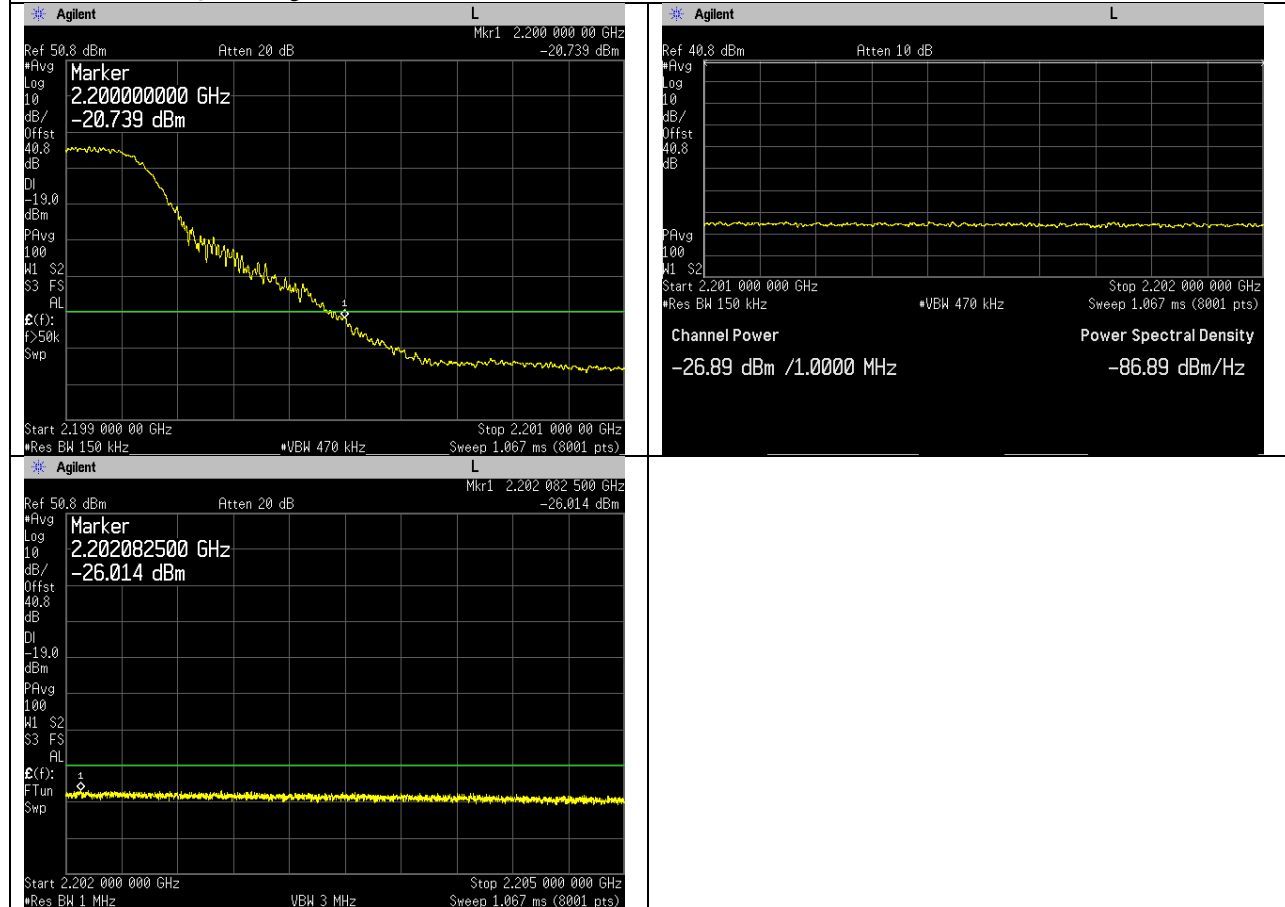 Agilent L
Mkr1 2.200 000 00 GHz
Ref 50.8 dBm Atten 20 dB -20.739 dBm
#Avg
Log
10
dB/
Offst
40.8
dB
DI
-19.0
dBm
PAvg
100
W1 S2
S3 FS
AL
£(f):
f>50k
Swp
Marker
2.200000000 GHz
-20.739 dBm
1
Start 2.199 000 00 GHz Stop 2.201 000 00 GHz
#Res BW 150 kHz #VBW 470 kHz Sweep 1.067 ms (8001 pts)
Agilent L
Ref 40.8 dBm Atten 10 dB
#Avg
Log
10
dB/
Offst
40.8
dB
PAvg
100
W1 S2
Start 2.201 000 000 GHz Stop 2.202 000 000 GHz
#Res BW 150 kHz #VBW 470 kHz Sweep 1.067 ms (8001 pts)
Channel Power Power Spectral Density
-26.89 dBm /1.0000 MHz -86.89 dBm/Hz
Agilent L
Mkr1 2.202 082 500 GHz
Ref 50.8 dBm Atten 20 dB -26.014 dBm
#Avg
Log
10
dB/
Offst
40.8
dB
DI
-19.0
dBm
PAvg
100
W1 S2
S3 FS
AL
£(f):
FTun
Swp
Marker
2.202082500 GHz
-26.014 dBm
1
Start 2.202 000 000 GHz Stop 2.205 000 000 GHz
#Res BW 1 MHz VBW 3 MHz Sweep 1.067 ms (8001 pts)